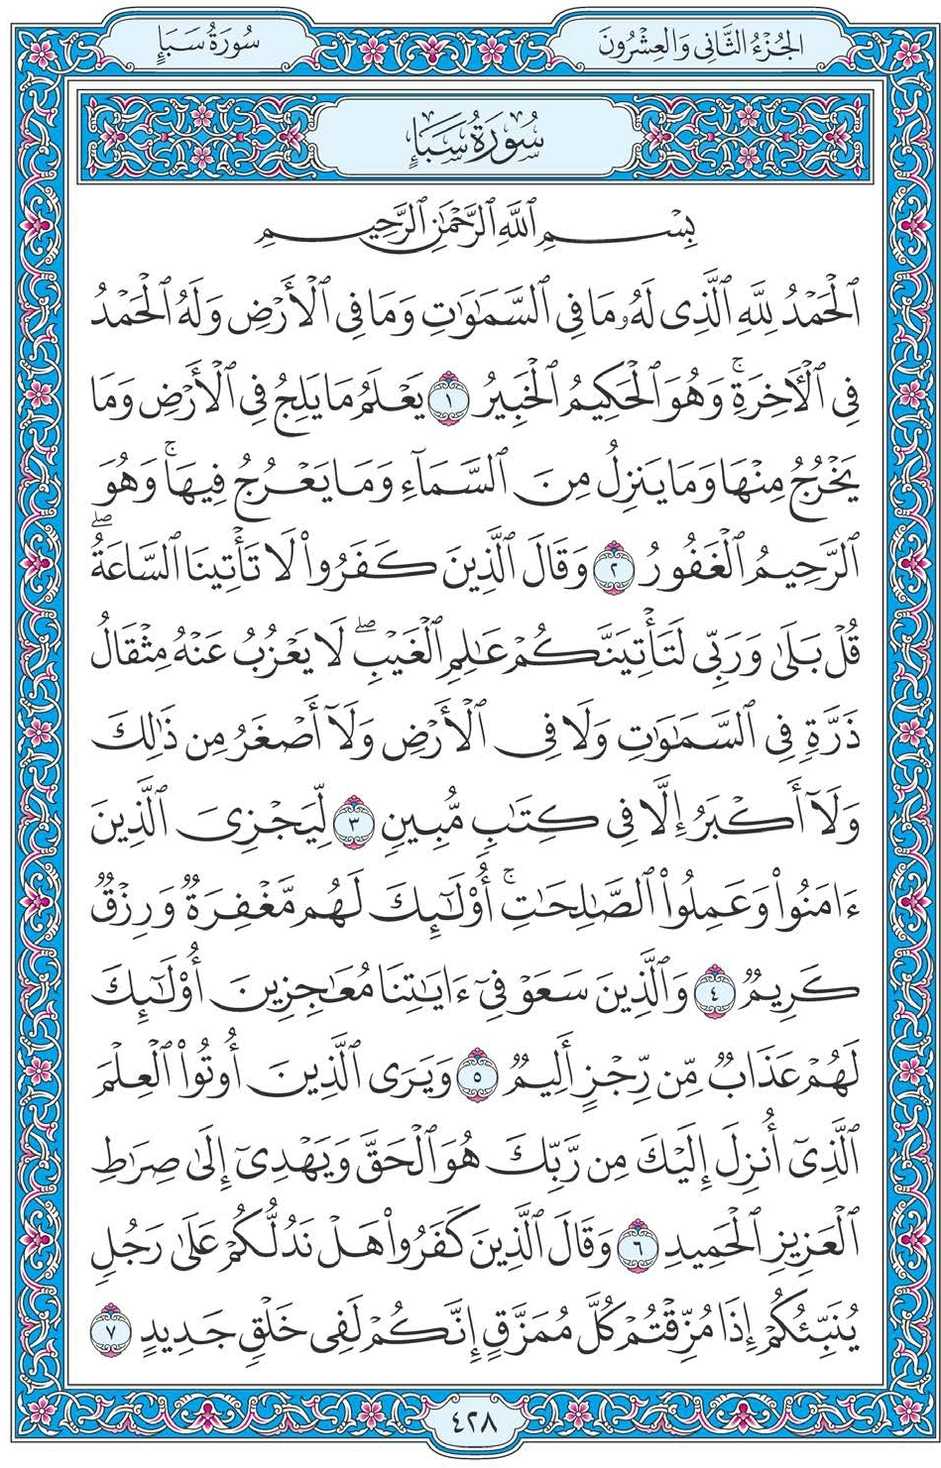 الجُزْءُ الثَّانِي وَالعِشْرُونَ
سُورَةُ سَبَإٍ
سُورَةُ سَبَإٍ
بِسْمِ ٱللَّهِ ٱلرَّحْمَٰنِ ٱلرَّحِيمِ
ٱلْحَمْدُ لِلَّهِ ٱلَّذِى لَهُۥ مَا فِى ٱلسَّمَٰوَٰتِ وَمَا فِى ٱلْأَرْضِ وَلَهُ ٱلْحَمْدُ
فِى ٱلْأٓخِرَةِۚ وَهُوَ ٱلْحَكِيمُ ٱلْخَبِيرُ ١ يَعْلَمُ مَا يَلِجُ فِى ٱلْأَرْضِ وَمَا
يَخْرُجُ مِنْهَا وَمَا يَنزِلُ مِنَ ٱلسَّمَآءِ وَمَا يَعْرُجُ فِيهَاۚ وَهُوَ
ٱلرَّحِيمُ ٱلْغَفُورُ ٢ وَقَالَ ٱلَّذِينَ كَفَرُوا۟ لَا تَأْتِينَا ٱلسَّاعَةُۖ
قُلْ بَلَىٰ وَرَبِّى لَتَأْتِيَنَّكُمْ عَٰلِمِ ٱلْغَيْبِۖ لَا يَعْزُبُ عَنْهُ مِثْقَالُ
ذَرَّةٍ فِى ٱلسَّمَٰوَٰتِ وَلَا فِى ٱلْأَرْضِ وَلَآ أَصْغَرُ مِن ذَٰلِكَ
وَلَآ أَكْبَرُ إِلَّا فِى كِتَٰبٍ مُّبِينٍ ٣ لِّيَجْزِىَ ٱلَّذِينَ
ءَامَنُوا۟ وَعَمِلُوا۟ ٱلصَّٰلِحَٰتِۚ أُو۟لَٰٓئِكَ لَهُم مَّغْفِرَةٌ وَرِزْقٌ
كَرِيمٌ ٤ وَٱلَّذِينَ سَعَوْ فِىٓ ءَايَٰتِنَا مُعَٰجِزِينَ أُو۟لَٰٓئِكَ
لَهُمْ عَذَابٌ مِّن رِّجْزٍ أَلِيمٌ ٥ وَيَرَى ٱلَّذِينَ أُوتُوا۟ ٱلْعِلْمَ
ٱلَّذِىٓ أُنزِلَ إِلَيْكَ مِن رَّبِّكَ هُوَ ٱلْحَقَّ وَيَهْدِىٓ إِلَىٰ صِرَٰطِ
ٱلْعَزِيزِ ٱلْحَمِيدِ ٦ وَقَالَ ٱلَّذِينَ كَفَرُوا۟ هَلْ نَدُلُّكُمْ عَلَىٰ رَجُلٍ
يُنَبِّئُكُمْ إِذَا مُزِّقْتُمْ كُلَّ مُمَزَّقٍ إِنَّكُمْ لَفِى خَلْقٍ جَدِيدٍ ٧
٤٢٨